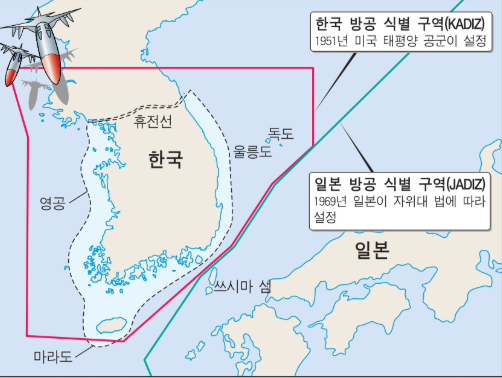 한국 방공 식별 구역(KADIZ)
1951년 미국 태평양 공군이 설정
휴전선
독도
한국
울릉도
일본 방공 식별 구역(JADIZ)
1969년 일본이 자위대 법에 따라
설정
영공
일본
쓰시마 섬
마라도